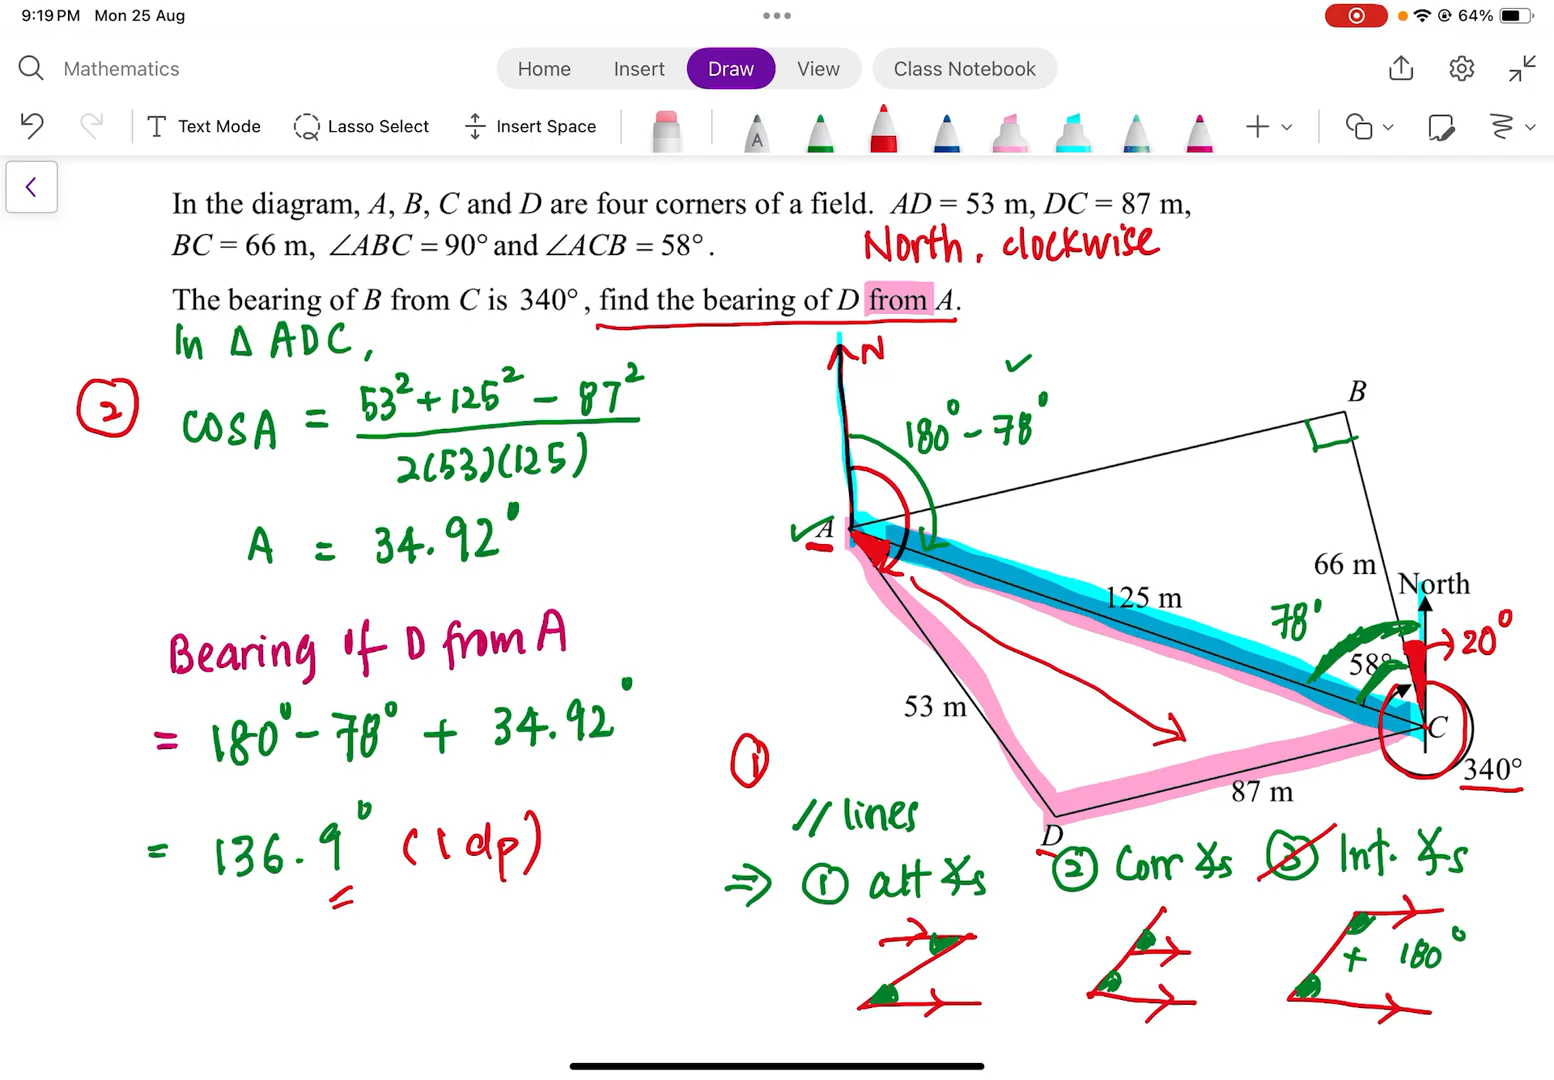 9:19 PM Mon 25 Aug
64%
Mathematics
Home Insert Draw View Class Notebook
Text Mode Lasso Select Insert Space
A
In the diagram, A, B, C and D are four corners of a field. AD = 53 m, DC = 87 m,
BC = 66 m, ∠ABC = 90° and ∠ACB = 58°.
North, clockwise
The bearing of B from C is 340°, find the bearing of D from A.
In Δ ADC,
②
cos A = (53² + 125² − 87²) / 2(53)(125)
A = 34.92°
Bearing of D from A
= 180° − 78° + 34.92°
= 136.9° (1 dp)
N
180° − 78°
B
A
66 m
North
125 m
78°
20°
58°
53 m
C
340°
87 m
D
①
// lines
⇒ ① alt ∡s ② Corr ∡s ③ Int. ∡s
+ 180°